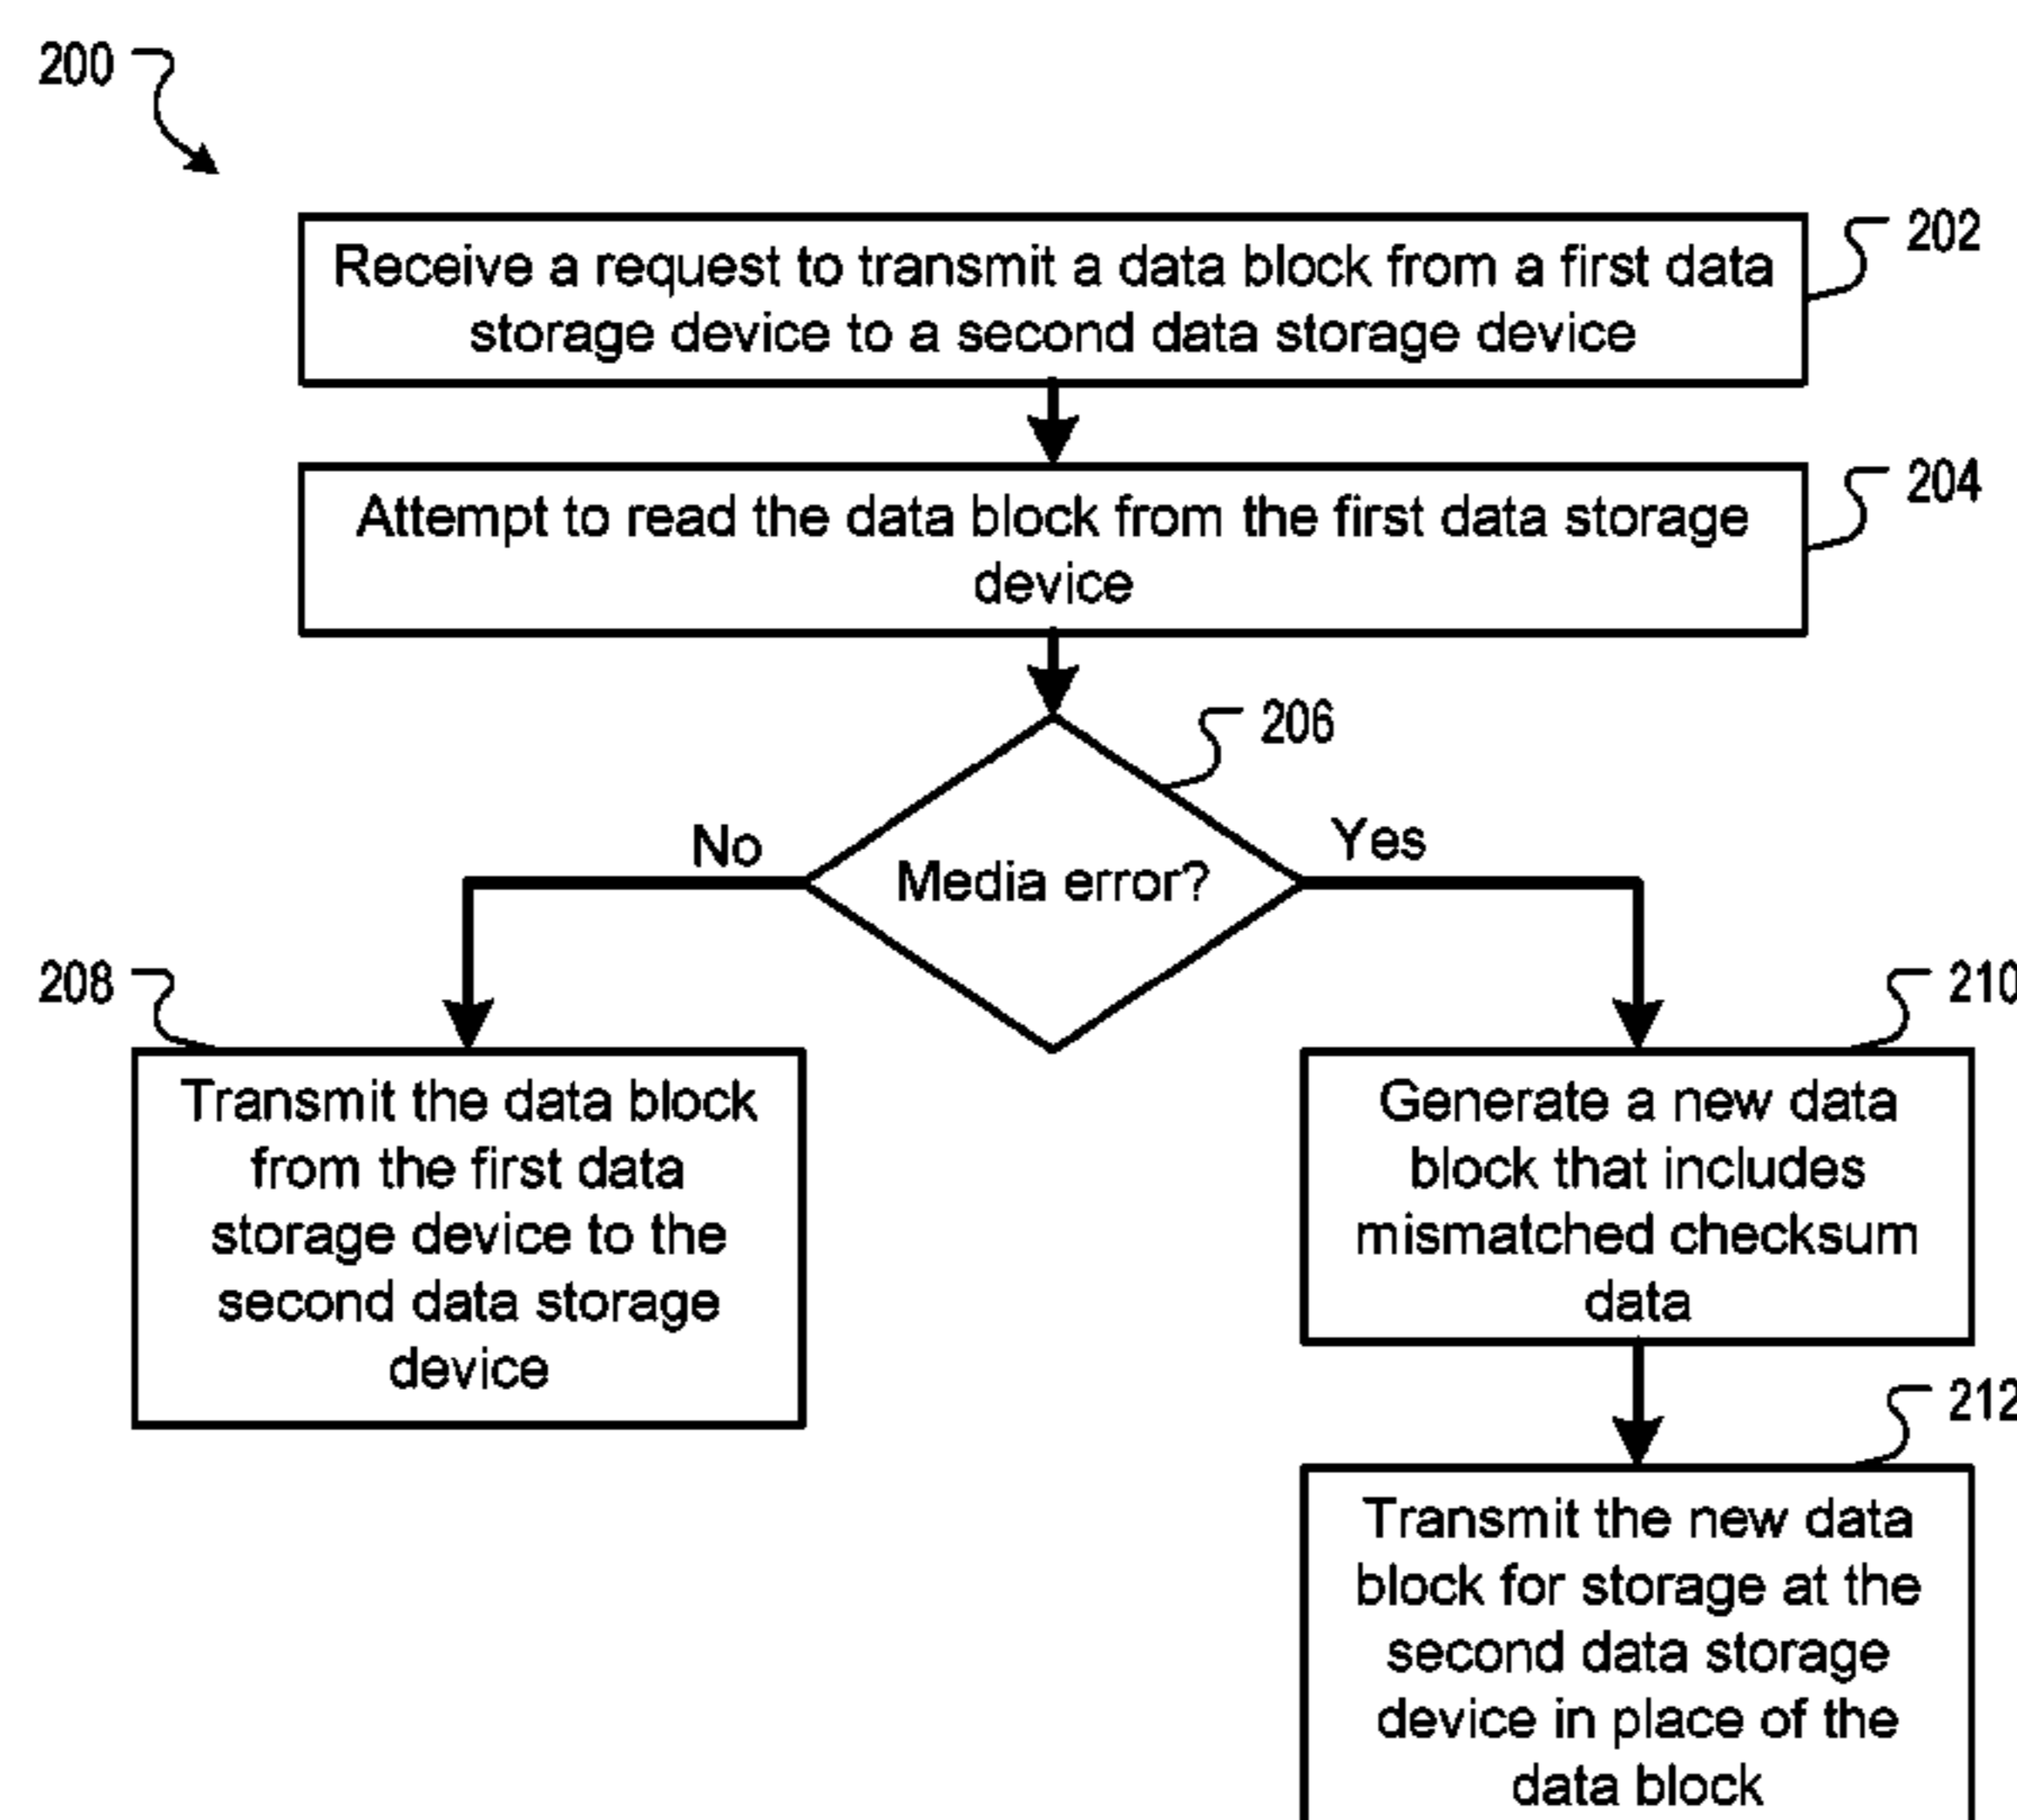 200
Receive a request to transmit a data block from a first data
storage device to a second data storage device
202
Attempt to read the data block from the first data storage
device
204
206
No
Media error?
Yes
208
Transmit the data block
from the first data
storage device to the
second data storage
device
210
Generate a new data
block that includes
mismatched checksum
data
212
Transmit the new data
block for storage at the
second data storage
device in place of the
data block